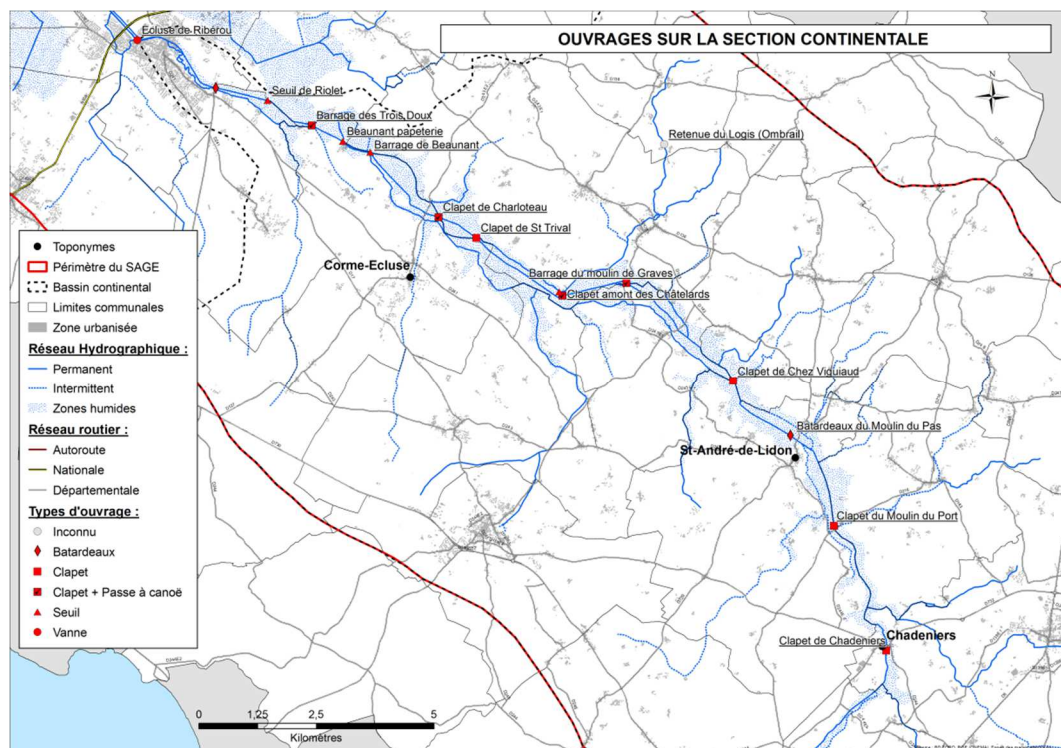 OUVRAGES SUR LA SECTION CONTINENTALE
N
Ecluse de Ribérou
Seuil de Riolet
Barrage des Trois Doux
Beaunant papeterie
Barrage de Beaunant
Retenue du Logis (Ombrail)
Clapet de Charloteau
Clapet de St Trival
Corme-Ecluse
Barrage du moulin de Graves
Clapet amont des Châtelards
Clapet de Chez Viguiaud
Batardeaux du Moulin du Pas
St-André-de-Lidon
Clapet du Moulin du Port
Chadeniers
Clapet de Chadeniers
Toponymes
Périmètre du SAGE
Bassin continental
Limites communales
Zone urbanisée
Réseau Hydrographique :
Permanent
Intermittent
Zones humides
Réseau routier :
Autoroute
Nationale
Départementale
Types d'ouvrage :
Inconnu
Batardeaux
Clapet
Clapet + Passe à canoë
Seuil
Vanne
0 1,25 2,5 5
Kilomètres